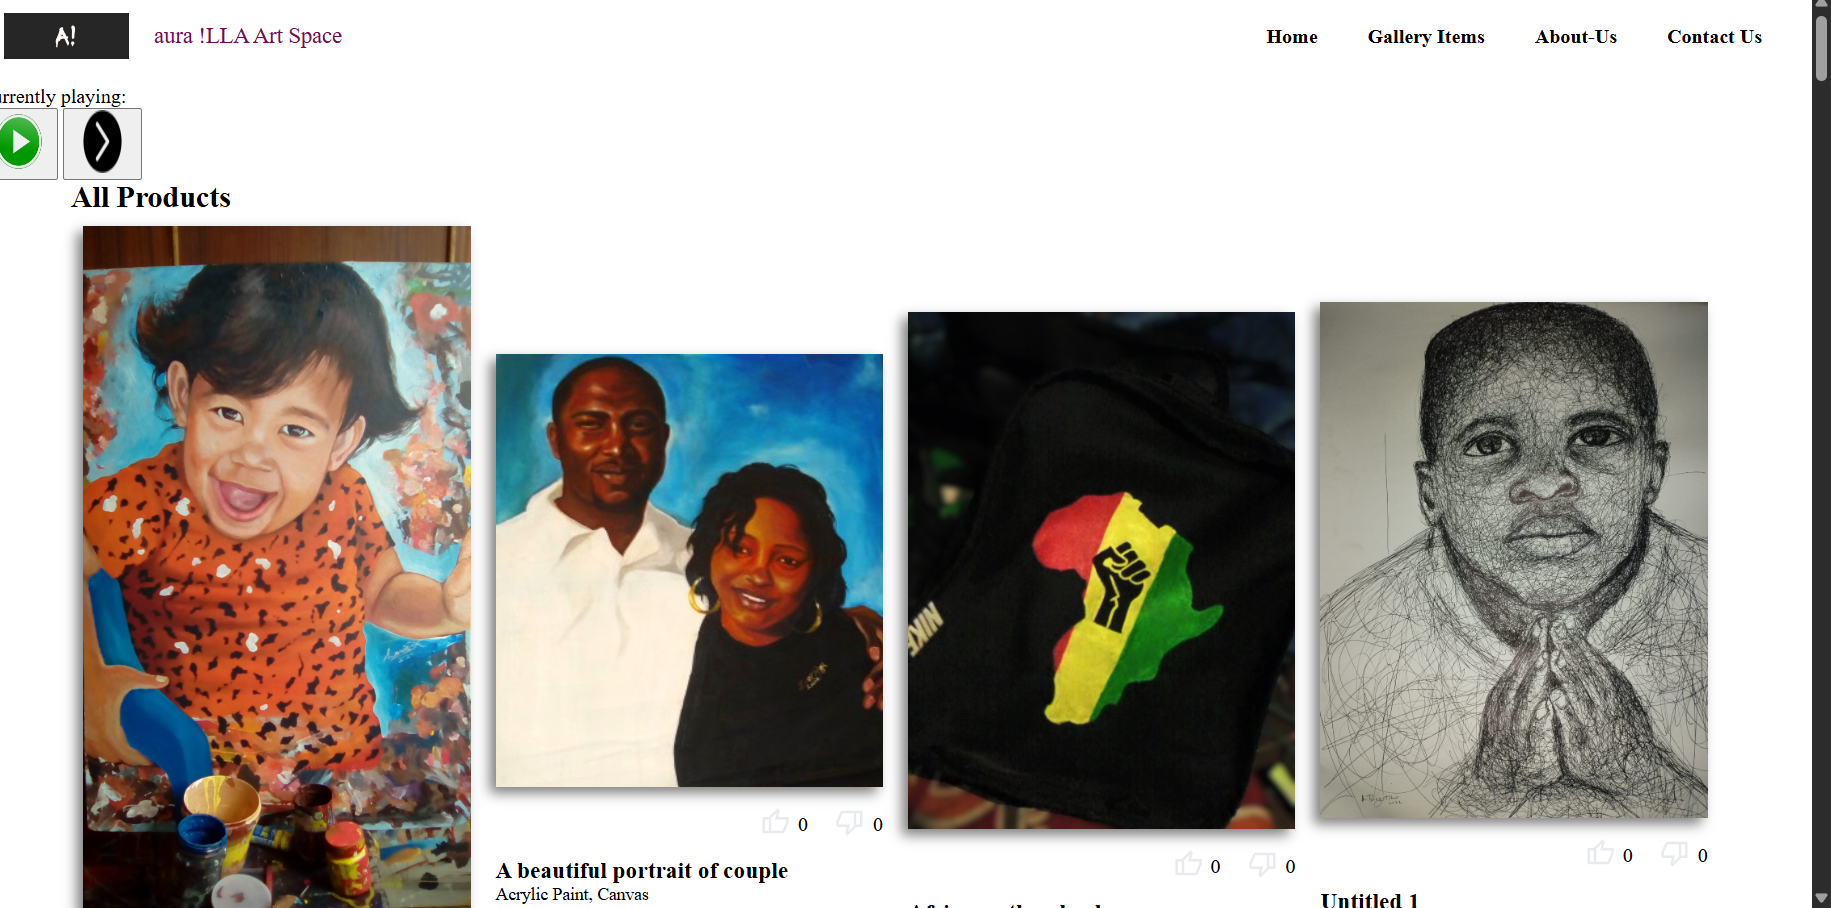 A!
aura !LLA Art Space
Home
Gallery Items
About-Us
Contact Us
urrently playing:
All Products
NIKE
0
0
A beautiful portrait of couple
Acrylic Paint, Canvas
0
0
0
0
Untitled 1